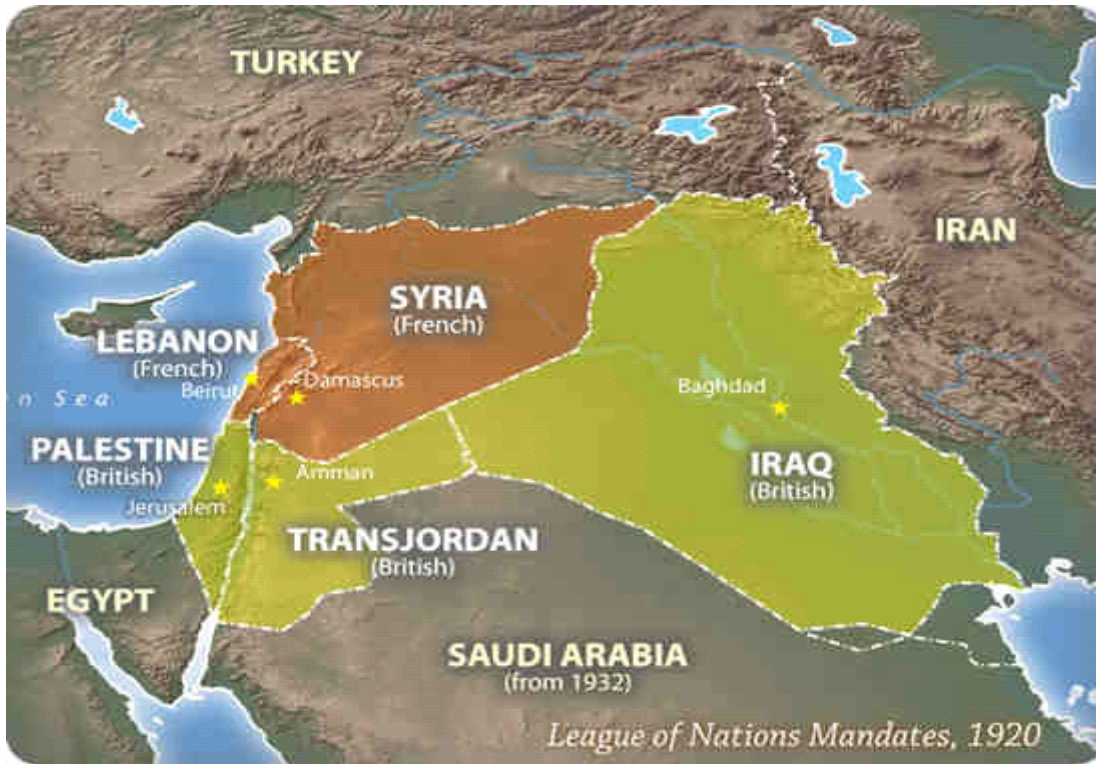 TURKEY
IRAN
SYRIA
(French)
LEBANON
(French)
Beirut
Damascus
n Sea
Baghdad
PALESTINE
(British)
Amman
IRAQ
(British)
Jerusalem
TRANSJORDAN
(British)
EGYPT
SAUDI ARABIA
(from 1932)
League of Nations Mandates, 1920